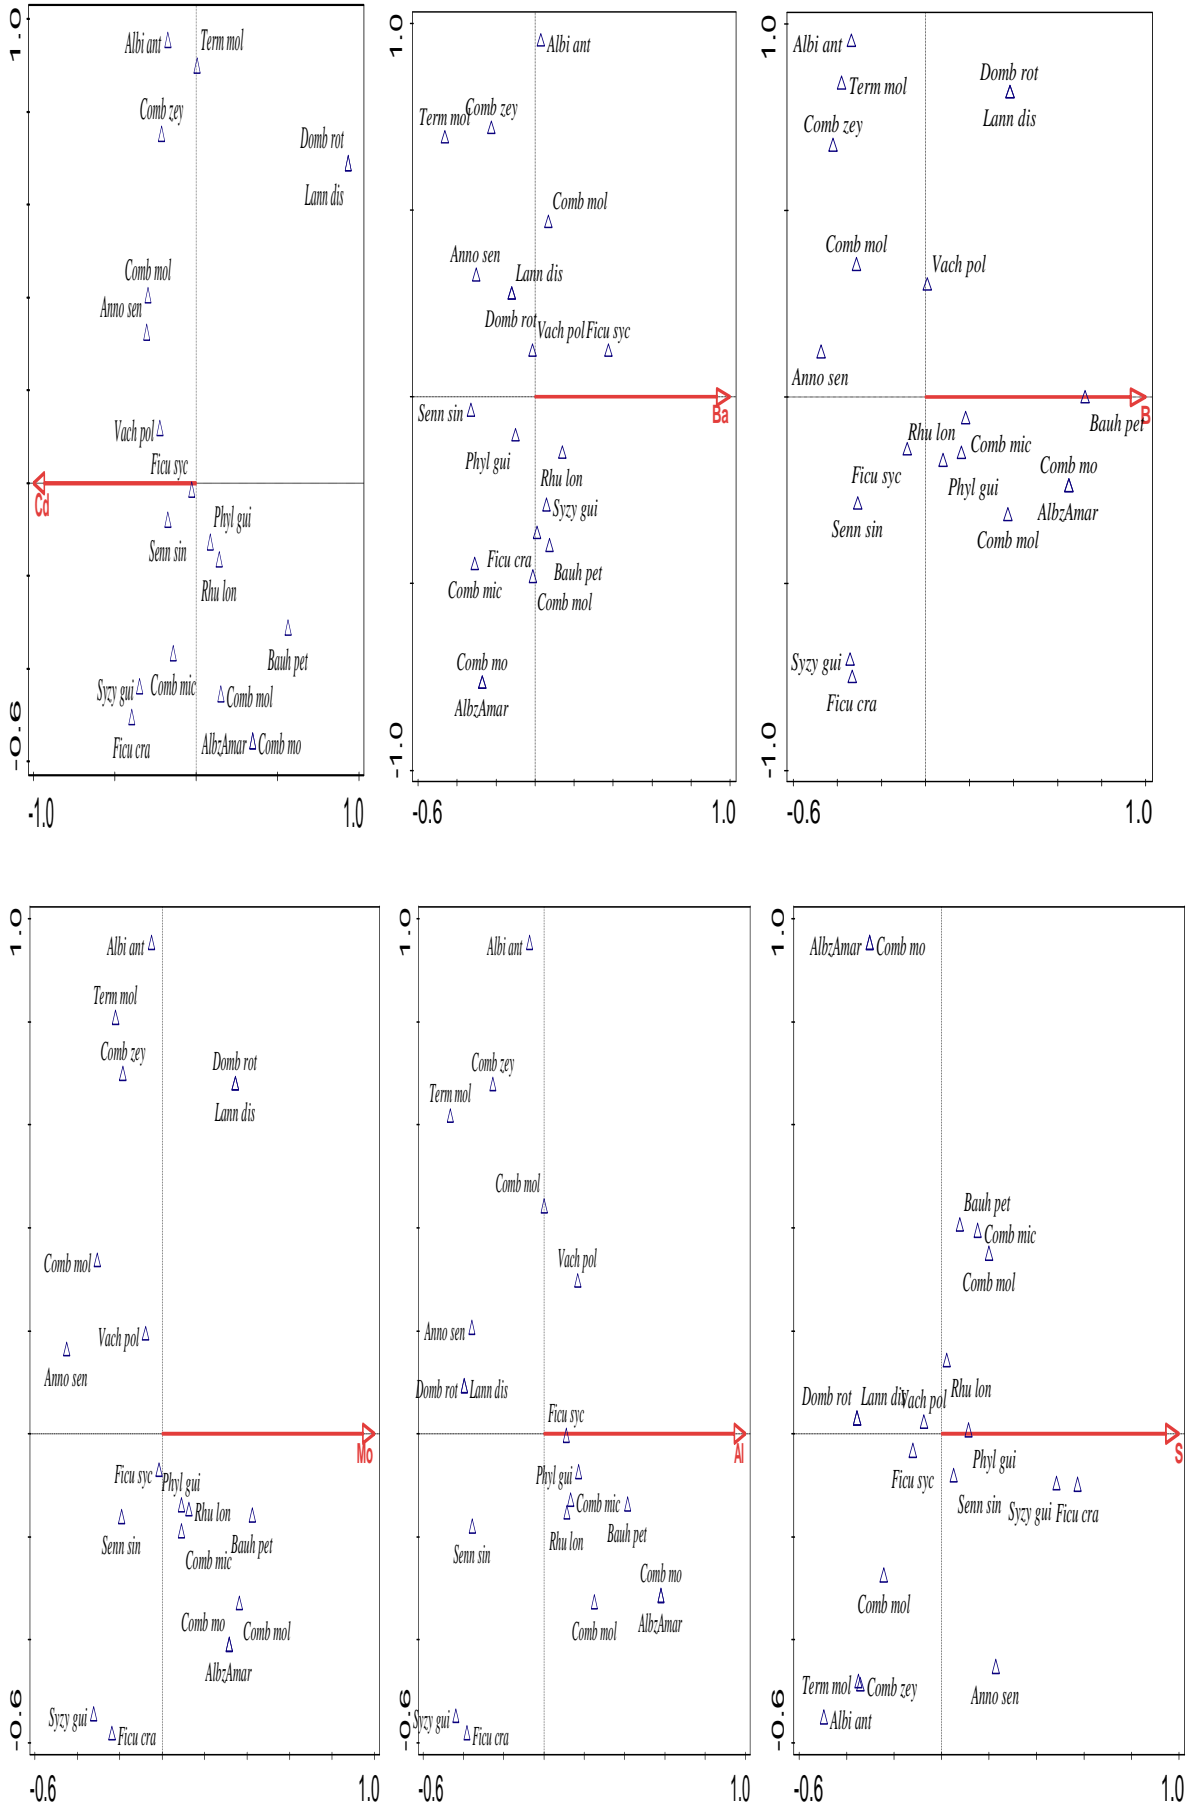 1.0
Albi ant
Term mol
Comb zey
Domb rot
Lann dis
Comb mol
Anno sen
Vach pol
Ficu syc
Cd
Phyl gui
Senn sin
Rhu lon
Bauh pet
Syzy gui
Comb mic
Comb mol
Ficu cra
AlbzAmar
Comb mo
-0.6
-1.0
1.0
1.0
Albi ant
Term mol
Comb zey
Comb mol
Anno sen
Lann dis
Domb rot
Vach pol
Ficu syc
Senn sin
Ba
Phyl gui
Rhu lon
Syzy gui
Ficu cra
Bauh pet
Comb mic
Comb mol
Comb mo
AlbzAmar
-1.0
-0.6
1.0
1.0
Albi ant
Domb rot
Term mol
Lann dis
Comb zey
Comb mol
Vach pol
Anno sen
B
Bauh pet
Rhu lon
Comb mic
Ficu syc
Phyl gui
Comb mo
AlbzAmar
Senn sin
Comb mol
Syzy gui
Ficu cra
-1.0
-0.6
1.0
1.0
Albi ant
Term mol
Comb zey
Domb rot
Lann dis
Comb mol
Vach pol
Anno sen
Mo
Ficu syc
Phyl gui
Rhu lon
Senn sin
Bauh pet
Comb mic
Comb mo
Comb mol
AlbzAmar
Syzy gui
Ficu cra
-0.6
-0.6
1.0
1.0
Albi ant
Comb zey
Term mol
Comb mol
Vach pol
Anno sen
Domb rot
Lann dis
Ficu syc
Al
Phyl gui
Comb mic
Bauh pet
Rhu lon
Senn sin
Comb mo
AlbzAmar
Comb mol
Syzy gui
Ficu cra
-0.6
1.0
1.0
AlbzAmar
Comb mo
Bauh pet
Comb mic
Comb mol
Rhu lon
Domb rot
Lann dis
Vach pol
S
Phyl gui
Ficu syc
Senn sin
Syzy gui
Ficu cra
Comb mol
Anno sen
Term mol
Comb zey
Albi ant
-0.6
-0.6
1.0